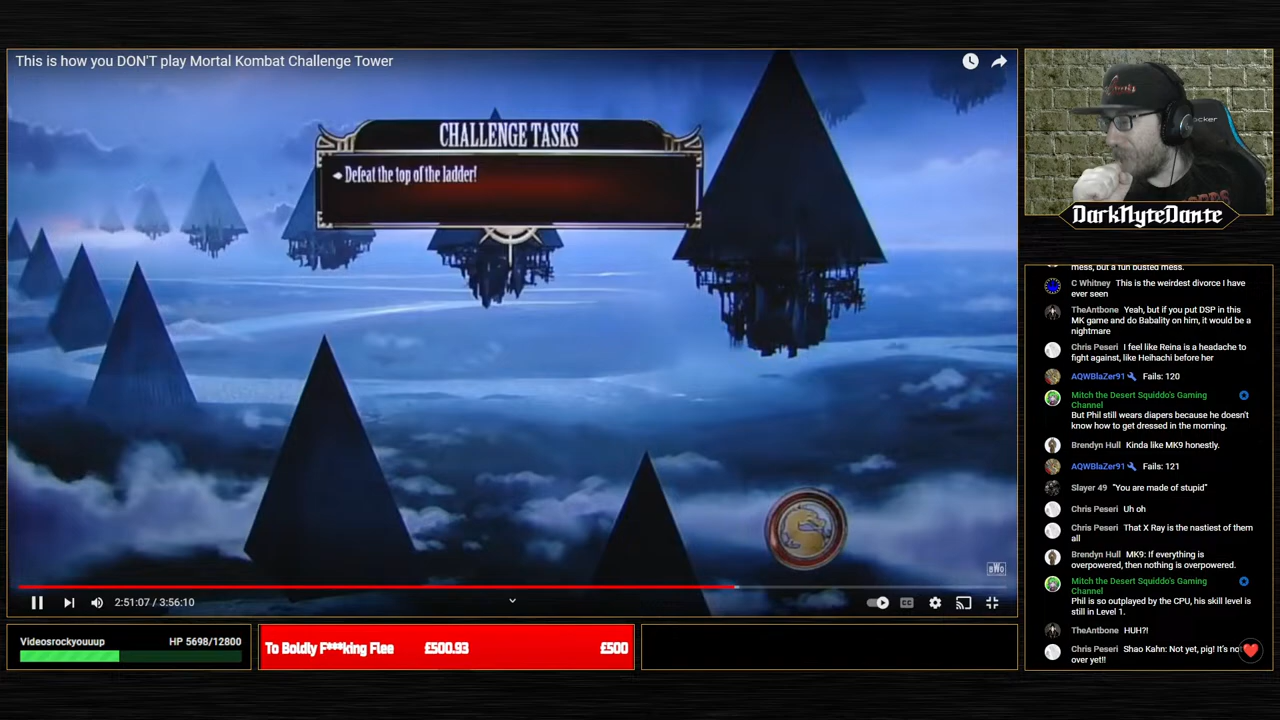 This is how you DON'T play Mortal Kombat Challenge Tower
CHALLENGE TASKS
Defeat the top of the ladder!
BWO
2:51:07 / 3:56:10
CC
Videosrockyouuup HP 5698/12800
To Boldly F***king Flee £500.93 £500
ocker
DarkNyteDante
mess, but a fun busted mess.
C Whitney This is the weirdest divorce I have
ever seen
TheAntbone Yeah, but if you put DSP in this
MK game and do Babality on him, it would be a
nightmare
Chris Peseri I feel like Reina is a headache to
fight against, like Heihachi before her
AQWBlaZer91 Fails: 120
Mitch the Desert Squiddo's Gaming
Channel
But Phil still wears diapers because he doesn't
know how to get dressed in the morning.
Brendyn Hull Kinda like MK9 honestly.
AQWBlaZer91 Fails: 121
Slayer 49 "You are made of stupid"
Chris Peseri Uh oh
Chris Peseri That X Ray is the nastiest of them
all
Brendyn Hull MK9: If everything is
overpowered, then nothing is overpowered.
Mitch the Desert Squiddo's Gaming
Channel
Phil is so outplayed by the CPU, his skill level is
still in Level 1.
TheAntbone HUH?!
Chris Peseri Shao Kahn: Not yet, pig! It's no
over yet!!